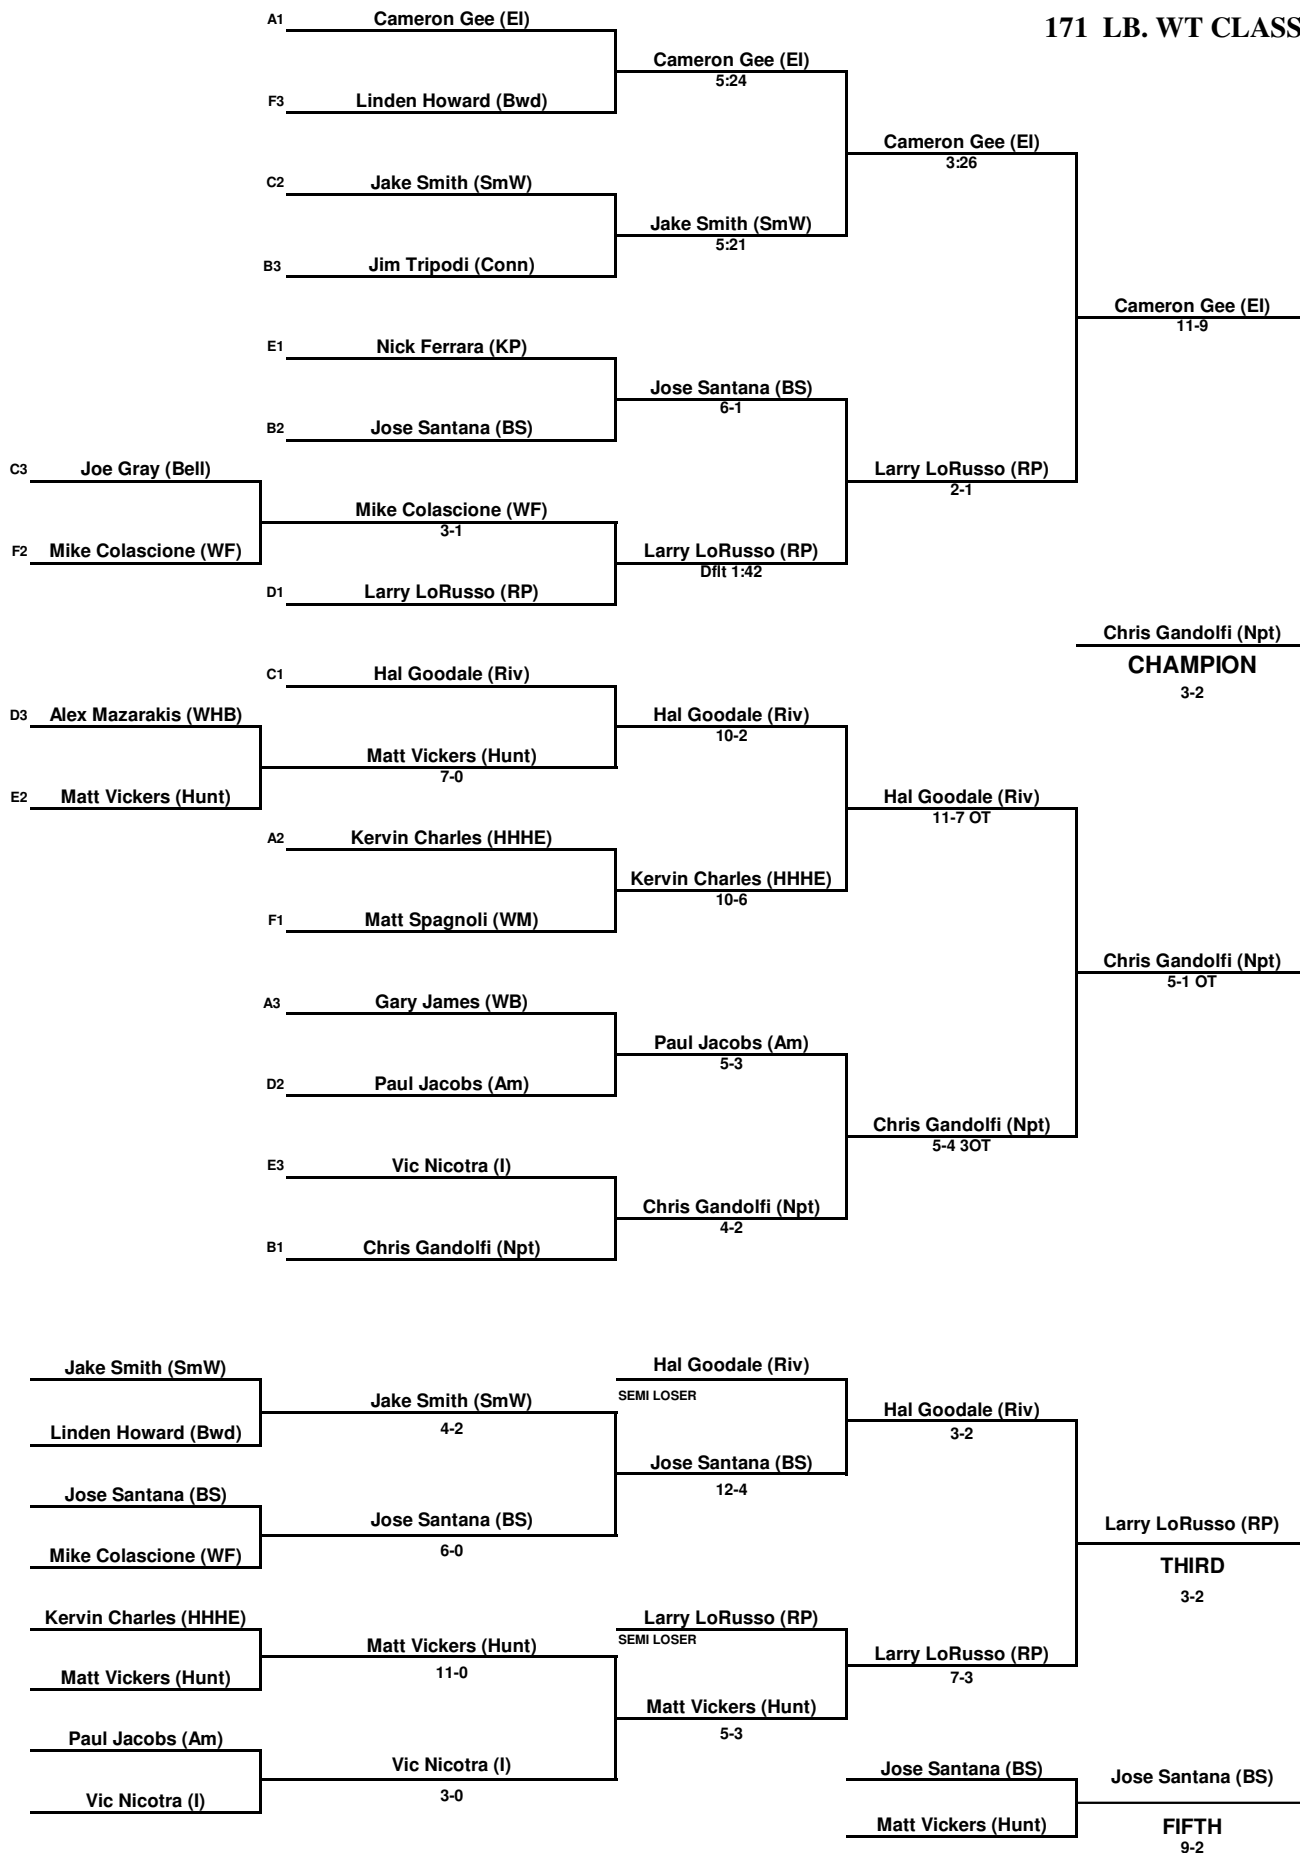 171 LB. WT CLASS
A1 Cameron Gee (EI)
Cameron Gee (EI)
5:24
F3 Linden Howard (Bwd)
Cameron Gee (EI)
3:26
C2 Jake Smith (SmW)
Jake Smith (SmW)
5:21
B3 Jim Tripodi (Conn)
Cameron Gee (EI)
11-9
E1 Nick Ferrara (KP)
Jose Santana (BS)
6-1
B2 Jose Santana (BS)
C3 Joe Gray (Bell)
Larry LoRusso (RP)
2-1
Mike Colascione (WF)
3-1
F2 Mike Colascione (WF)
Larry LoRusso (RP)
Dflt 1:42
D1 Larry LoRusso (RP)
Chris Gandolfi (Npt)
CHAMPION
3-2
C1 Hal Goodale (Riv)
D3 Alex Mazarakis (WHB)
Hal Goodale (Riv)
10-2
Matt Vickers (Hunt)
7-0
E2 Matt Vickers (Hunt)
Hal Goodale (Riv)
11-7 OT
A2 Kervin Charles (HHHE)
Kervin Charles (HHHE)
10-6
F1 Matt Spagnoli (WM)
Chris Gandolfi (Npt)
5-1 OT
A3 Gary James (WB)
Paul Jacobs (Am)
5-3
D2 Paul Jacobs (Am)
Chris Gandolfi (Npt)
5-4 3OT
E3 Vic Nicotra (I)
Chris Gandolfi (Npt)
4-2
B1 Chris Gandolfi (Npt)
Jake Smith (SmW)
Hal Goodale (Riv)
SEMI LOSER
Jake Smith (SmW)
4-2
Hal Goodale (Riv)
3-2
Linden Howard (Bwd)
Jose Santana (BS)
12-4
Jose Santana (BS)
Jose Santana (BS)
6-0
Larry LoRusso (RP)
THIRD
3-2
Mike Colascione (WF)
Kervin Charles (HHHE)
Larry LoRusso (RP)
SEMI LOSER
Matt Vickers (Hunt)
11-0
Larry LoRusso (RP)
7-3
Matt Vickers (Hunt)
Matt Vickers (Hunt)
5-3
Paul Jacobs (Am)
Vic Nicotra (I)
3-0
Jose Santana (BS)
Jose Santana (BS)
Vic Nicotra (I)
Matt Vickers (Hunt)
FIFTH
9-2